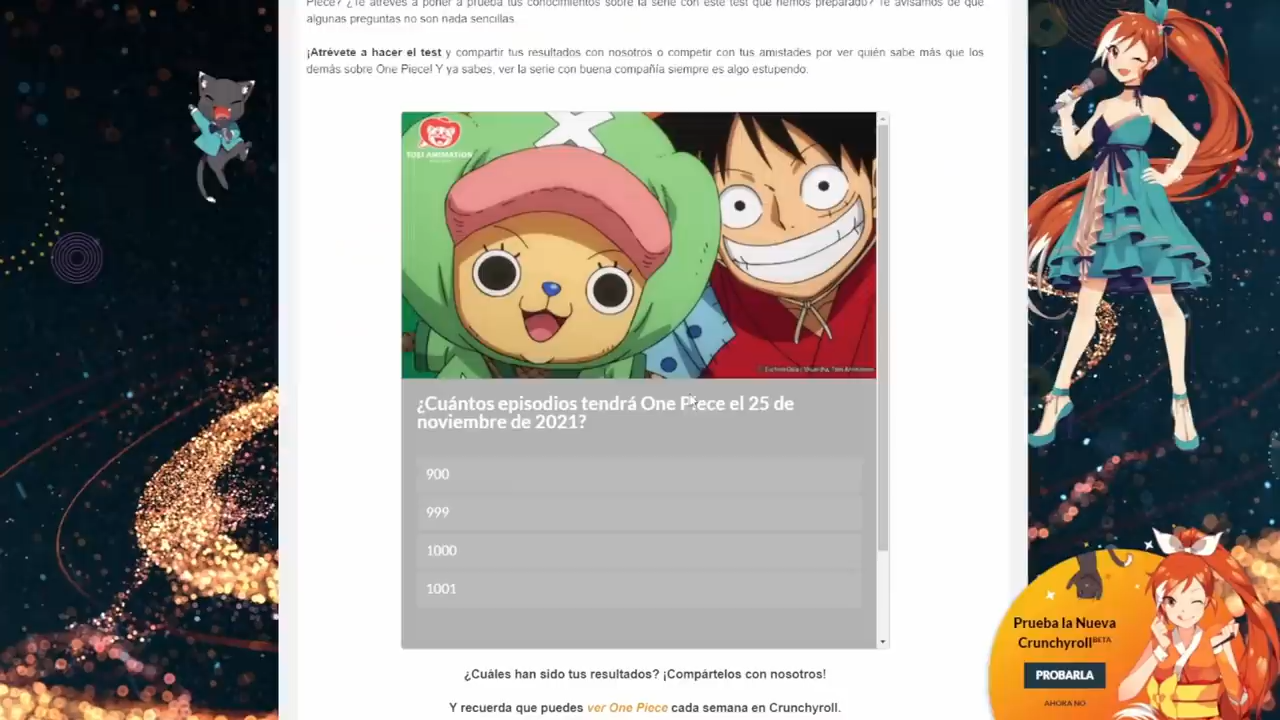 Piece? ¿Te atreves a poner a prueba tus conocimientos sobre la serie con este test que hemos preparado? Te avisamos de que
algunas preguntas no son nada sencillas.
¡Atrévete a hacer el test y compartir tus resultados con nosotros o competir con tus amistades por ver quién sabe más que los
demás sobre One Piece! Y ya sabes, ver la serie con buena compañía siempre es algo estupendo.
TOEI ANIMATION
¿Cuántos episodios tendrá One Piece el 25 de
noviembre de 2021?
900
999
1000
1001
¿Cuáles han sido tus resultados? ¡Compártelos con nosotros!
Y recuerda que puedes ver One Piece cada semana en Crunchyroll.
Prueba la Nueva
Crunchyroll BETA
PROBARLA
AHORA NO